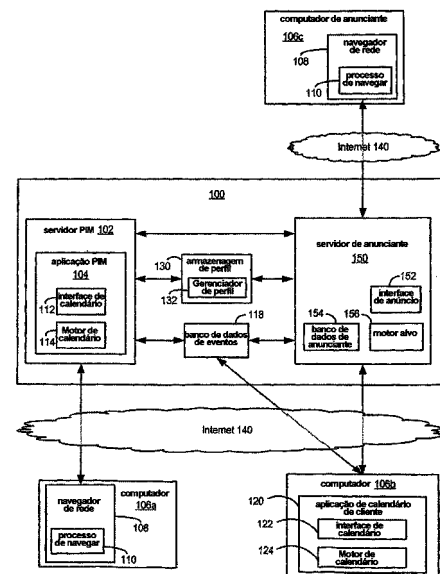 computador de anunciante
106c
navegador
de rede
108
processo
de navegar
110
Internet 140
100
servidor PIM 102
aplicação PIM
104
interface de
calendário
112
Motor de
calendário
114
130
armazenagem
de perfil
Gerenciador
de perfil
132
118
banco de dados
de eventos
servidor de anunciante
150
152
interface
de anúncio
154
156
banco de
dados de
anunciante
motor alvo
Internet 140
computador
106a
navegador
de rede
108
processo
de navegar
110
computador 106b
120
aplicação de calendário
de cliente
122
interface de
calendário
124
Motor de
calendário